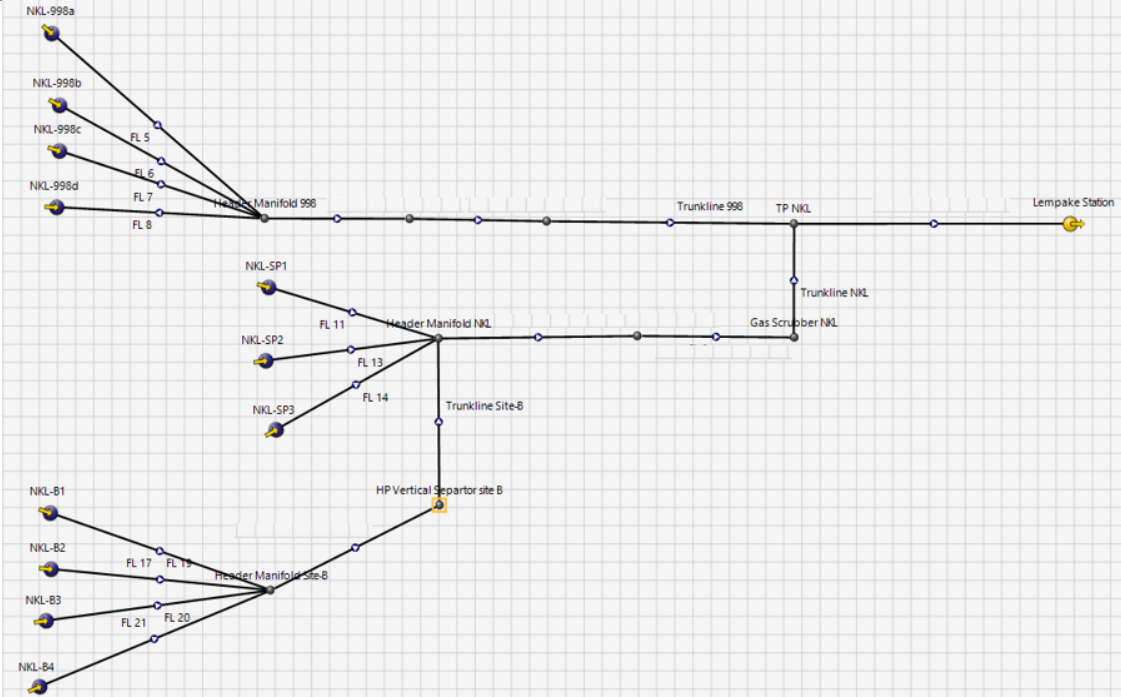 NKL-998a
NKL-998b
FL 5
NKL-998c
FL 6
NKL-998d
FL 7
FL 8
Header Manifold 998
Trunkline 998
TP NKL
Lempake Station
NKL-SP1
Trunkline NKL
FL 11
Header Manifold NKL
Gas Scrubber NKL
NKL-SP2
FL 13
FL 14
NKL-SP3
Trunkline Site-B
HP Vertical Separtor site B
NKL-B1
NKL-B2
FL 17
FL 19
Header Manifold Site-B
NKL-B3
FL 21
FL 20
NKL-B4